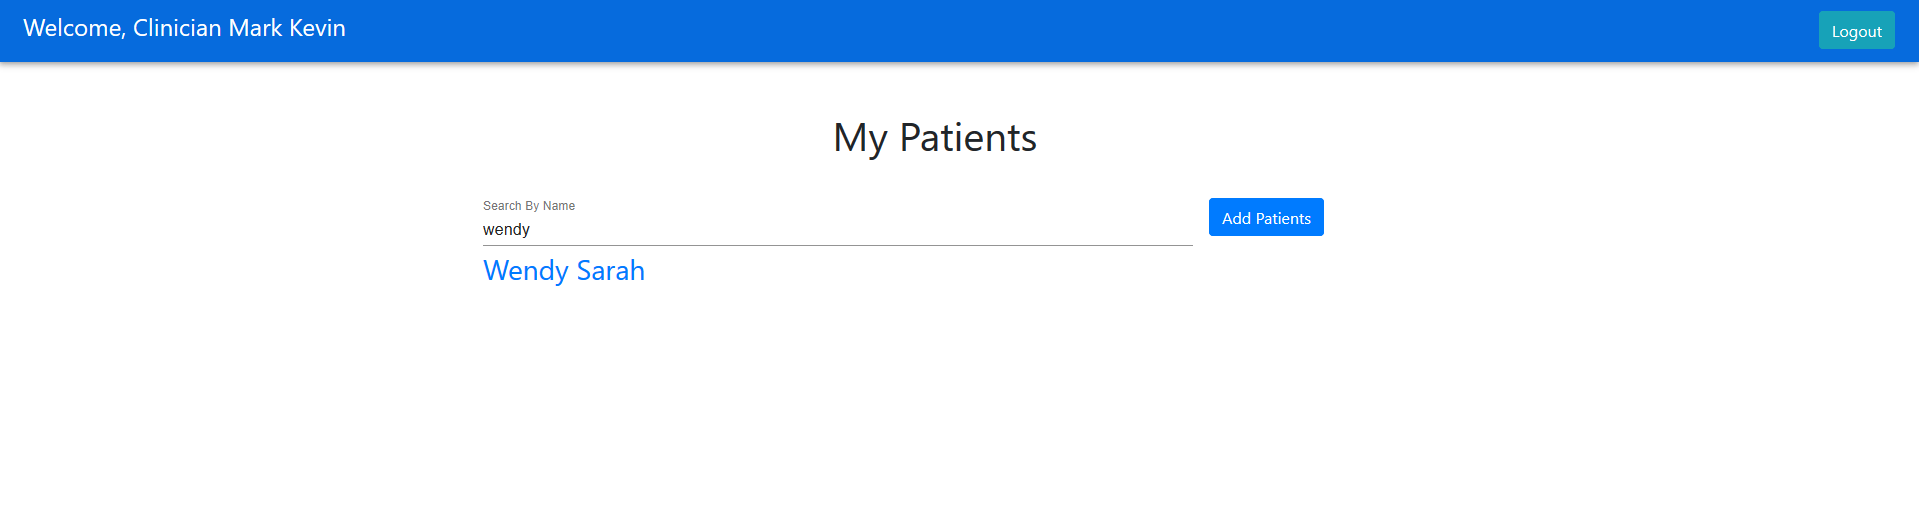 Welcome, Clinician Mark Kevin
Logout
My Patients
Search By Name
wendy
Add Patients
Wendy Sarah